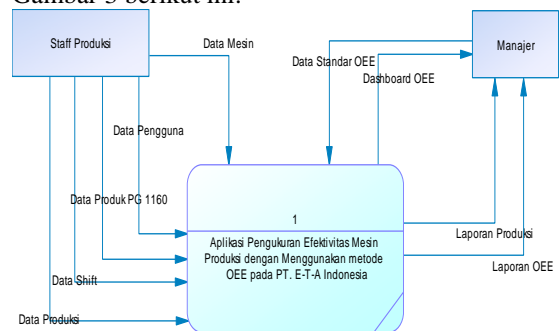 Gambar 3 berikut ini:
Staff Produksi
Data Mesin
Data Standar OEE
Manajer
Dashboard OEE
Data Pengguna
Data Produk PG 1160
1
Aplikasi Pengukuran Efektivitas Mesin
Produksi dengan Menggunakan metode
OEE pada PT. E-T-A Indonesia
Laporan Produksi
Laporan OEE
Data Shift
Data Produksi